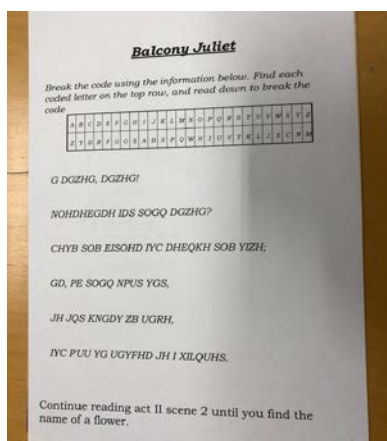 Balcony Juliet
Break the code using the information below. Find each
coded letter on the top row, and read down to break the
code
A B C D E F G H I J K L M N O P Q R S T U V W X Y Z
G DGZHG, DGZHG!
NOHDHEGDH IDS SOGQ DGZHG?
CHYB SOB EISOHD IYC DHEQKH SOB YIZH;
GD, PE SOGQ NPUS YGS,
JH JQS KNGDY ZB UGRH,
IYC PUU YG UGYFHD JH I XILQUHS.
Continue reading act II scene 2 until you find the
name of a flower.